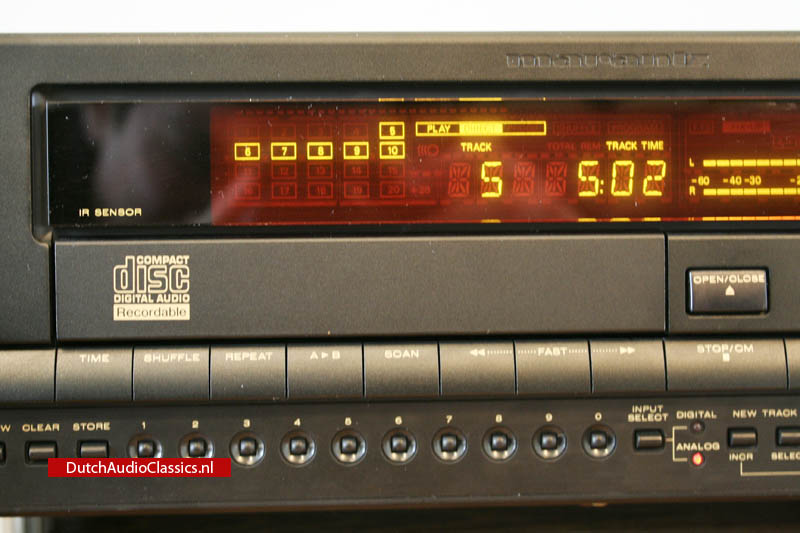 marantz
5 PLAY
6 7 8 9 10 TRACK TOTAL REM TRACK TIME
5 5:02
L
-60 -40 -30
R
IR SENSOR
COMPACT
disc
DIGITAL AUDIO
Recordable
OPEN/CLOSE
TIME SHUFFLE REPEAT A►B SCAN ◄◄ FAST ►► STOP/CM
CLEAR STORE 1 2 3 4 5 6 7 8 9 0 INPUT SELECT DIGITAL NEW TRACK
ANALOG
INCR
DutchAudioClassics.nl